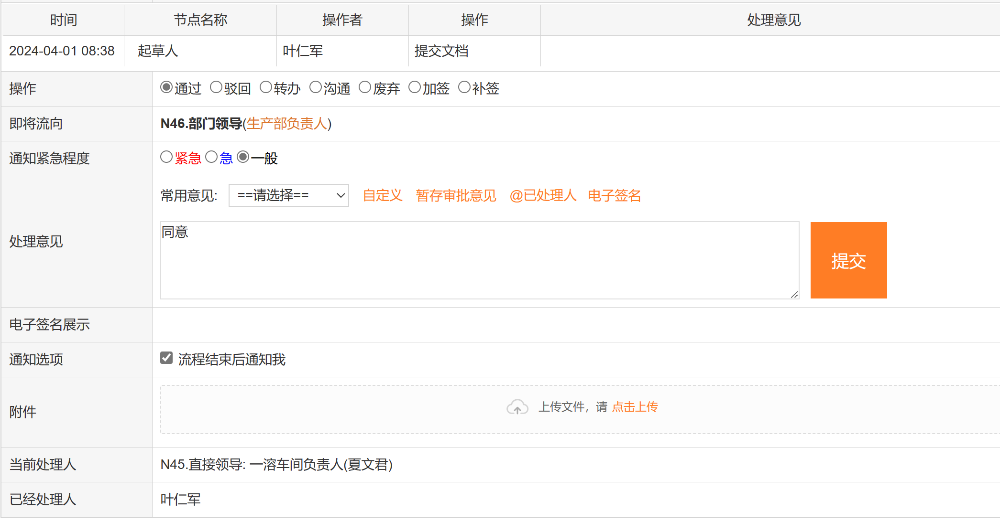 时间 节点名称 操作者 操作 处理意见
2024-04-01 08:38 起草人 叶仁军 提交文档
操作 通过 驳回 转办 沟通 废弃 加签 补签
即将流向 N46.部门领导(生产部负责人)
通知紧急程度 紧急 急 一般
常用意见: ==请选择== 自定义 暂存审批意见 @已处理人 电子签名
处理意见 同意 提交
电子签名展示
通知选项 流程结束后通知我
附件 上传文件，请 点击上传
当前处理人 N45.直接领导: 一溶车间负责人(夏文君)
已经处理人 叶仁军